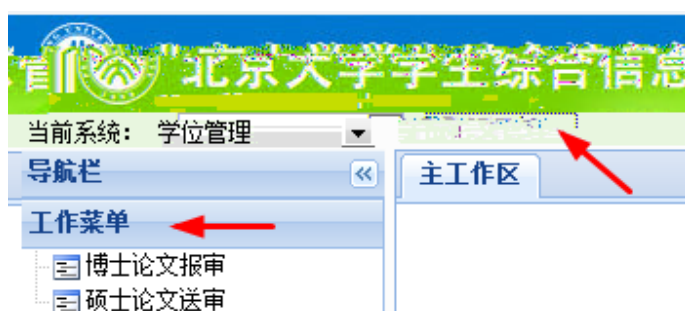 北京大学学生综合信息
当前系统: 学位管理
导航栏
主工作区
工作菜单
博士论文报审
硕士论文送审